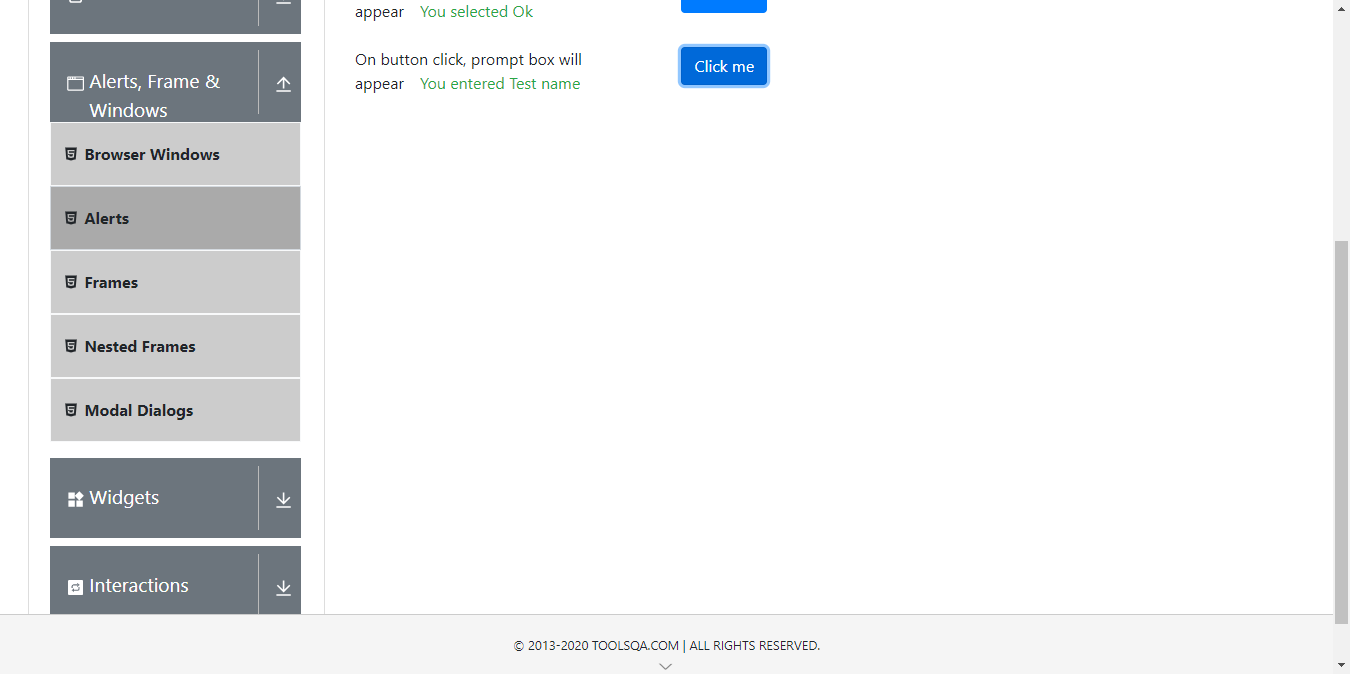 appear You selected Ok
On button click, prompt box will
appear You entered Test name
Click me
Alerts, Frame &
Windows
Browser Windows
Alerts
Frames
Nested Frames
Modal Dialogs
Widgets
Interactions
© 2013-2020 TOOLSQA.COM | ALL RIGHTS RESERVED.